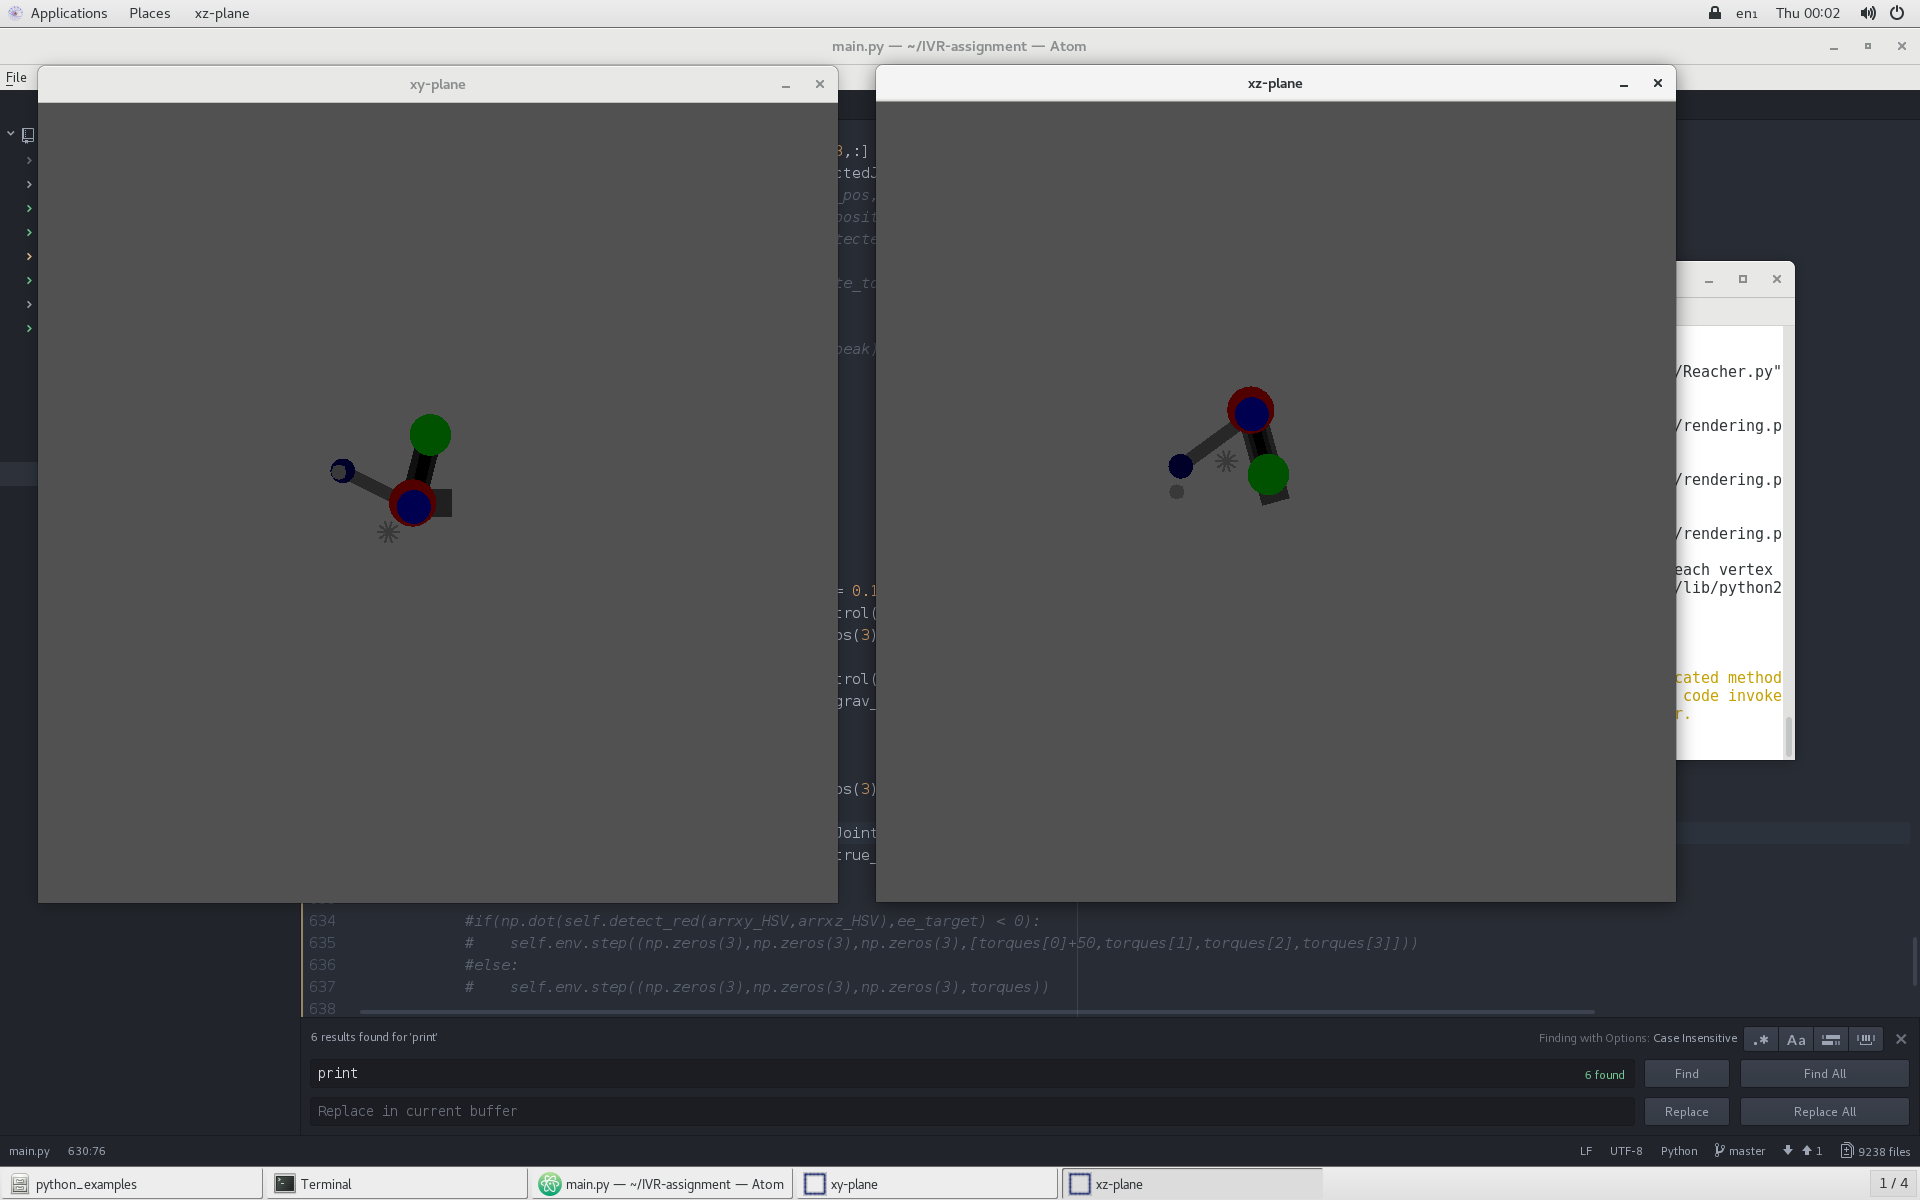 Applications Places xz-plane en1 Thu 00:02
main.py — ~/IVR-assignment — Atom
File
xy-plane
xz-plane
3,:]
ctedJ
_pos,
posit
tecte
te_to
peak)
= 0.1
trol(
os(3)
trol(
grav_
os(3)
Joint
true_
/Reacher.py"
/rendering.p
/rendering.p
/rendering.p
each vertex
/lib/python2
cated method
code invoke
r.
634 #if(np.dot(self.detect_red(arrxy_HSV,arrxz_HSV),ee_target) < 0):
635 # self.env.step((np.zeros(3),np.zeros(3),np.zeros(3),[torques[0]+50,torques[1],torques[2],torques[3]]))
636 #else:
637 # self.env.step((np.zeros(3),np.zeros(3),np.zeros(3),torques))
638
6 results found for 'print' Finding with Options: Case Insensitive .* Aa
print 6 found Find Find All
Replace in current buffer Replace Replace All
main.py 630:76 LF UTF-8 Python master 1 9238 files
python_examples Terminal main.py — ~/IVR-assignment — Atom xy-plane xz-plane 1 / 4